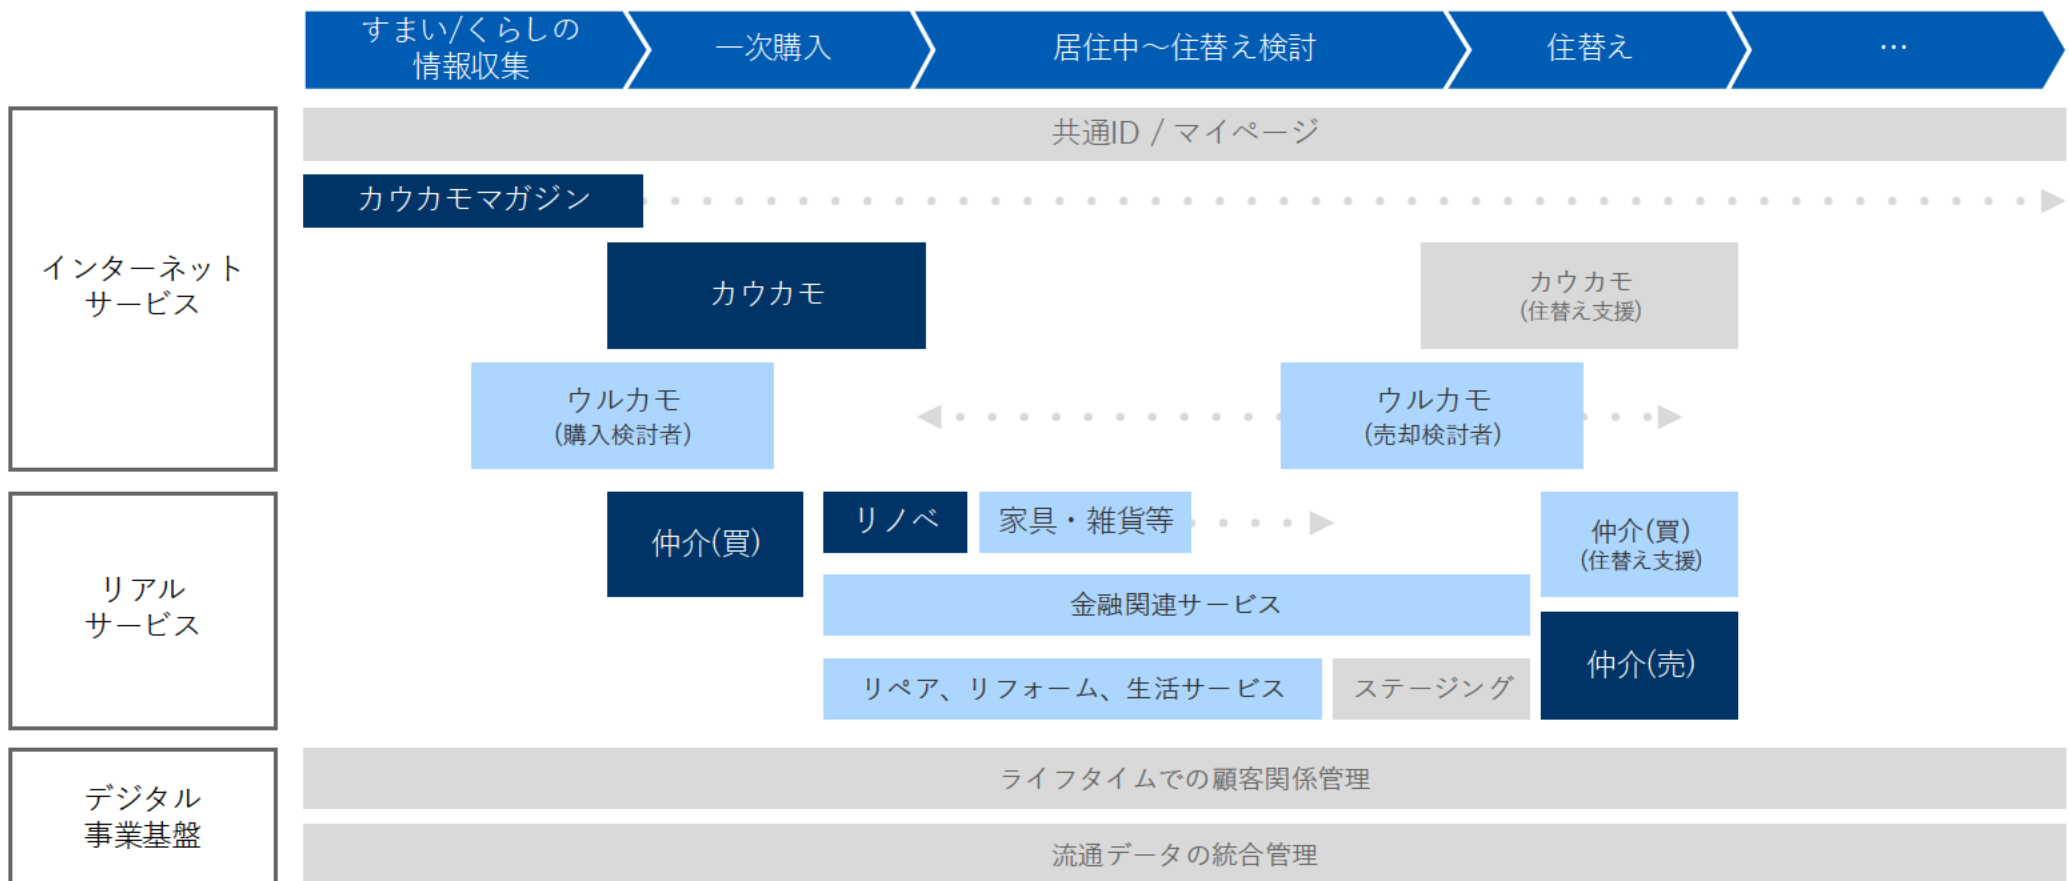 すまい/くらしの
情報収集
一次購入
居住中～住替え検討
住替え
…
インターネット
サービス
共通ID / マイページ
カウカモマガジン
カウカモ
カウカモ
(住替え支援)
ウルカモ
(購入検討者)
ウルカモ
(売却検討者)
リアル
サービス
仲介(買)
リノベ
家具・雑貨等
仲介(買)
(住替え支援)
金融関連サービス
仲介(売)
リペア、リフォーム、生活サービス
ステージング
デジタル
事業基盤
ライフタイムでの顧客関係管理
流通データの統合管理